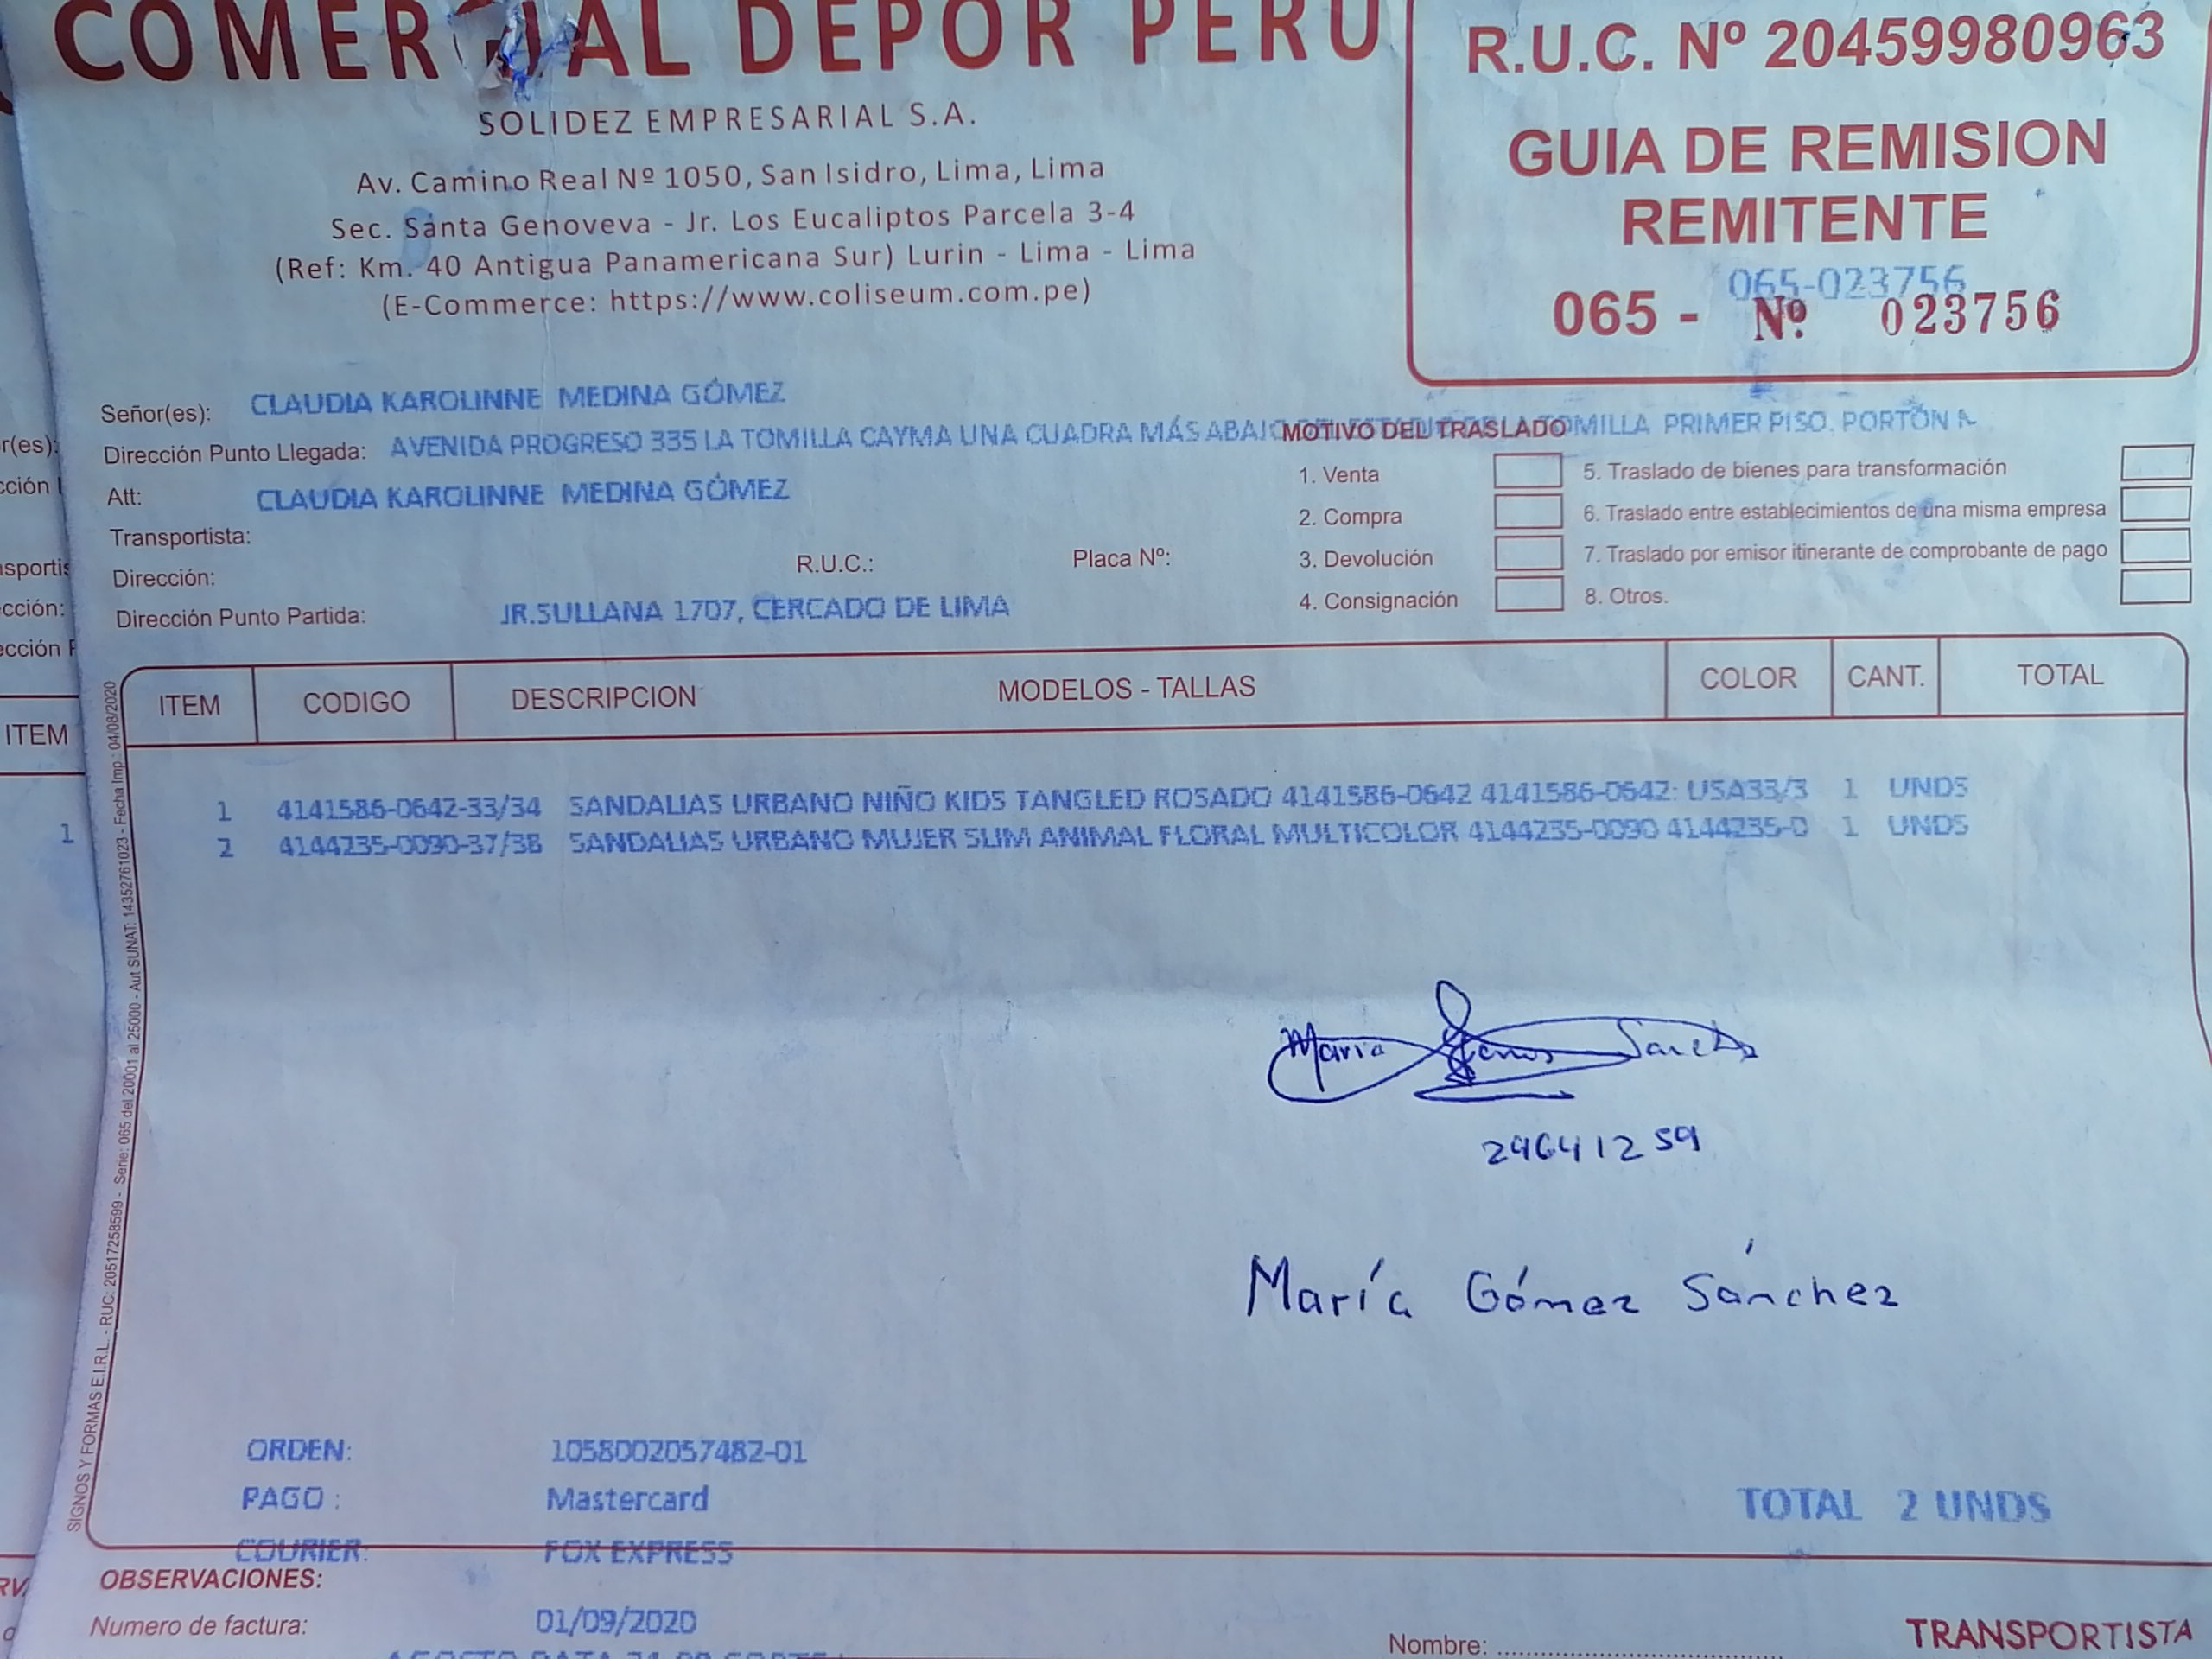 COMERCIAL DEPOR PERU
SOLIDEZ EMPRESARIAL S.A.
Av. Camino Real Nº 1050, San Isidro, Lima, Lima
Sec. Santa Genoveva - Jr. Los Eucaliptos Parcela 3-4
(Ref: Km. 40 Antigua Panamericana Sur) Lurin - Lima - Lima
(E-Commerce: https://www.coliseum.com.pe)
R.U.C. Nº 20459980963
GUIA DE REMISION
REMITENTE
065-023756
065 - Nº 023756
Señor(es): CLAUDIA KAROLINNE MEDINA GÓMEZ
Dirección Punto Llegada: AVENIDA PROGRESO 335 LA TOMILLA CAYMA UNA CUADRA MÁS ABAJO PRIMER PISO. PORTÓN
MOTIVO DEL TRASLADO
Att: CLAUDIA KAROLINNE MEDINA GÓMEZ
Transportista:
R.U.C.: Placa Nº:
Dirección:
Dirección Punto Partida: JR.SULLANA 1707, CERCADO DE LIMA
1. Venta
2. Compra
3. Devolución
4. Consignación
5. Traslado de bienes para transformación
6. Traslado entre establecimientos de una misma empresa
7. Traslado por emisor itinerante de comprobante de pago
8. Otros.
ITEM CODIGO DESCRIPCION MODELOS - TALLAS COLOR CANT. TOTAL
1 4141586-0642-33/34 SANDALIAS URBANO NIÑO KIDS TANGLED ROSADO 4141586-0642 4141586-0642: USA33/3 1 UNDS
2 4144235-0090-37/38 SANDALIAS URBANO MUJER SLIM ANIMAL FLORAL MULTICOLOR 4144235-0090 4144235-0 1 UNDS
María Sanchez
29641259
María Gómez Sánchez
ORDEN: 1058002057482-01
PAGO : Mastercard
TOTAL 2 UNDS
COURIER: FOX EXPRESS
OBSERVACIONES:
Numero de factura: 01/09/2020
Nombre:
TRANSPORTISTA
SIGNOS Y FORMAS E.I.R.L. - RUC: 20517258599 - Serie: 065 del 20001 al 25000 - Aut SUNAT: 14352761023 - Fecha Imp.: 04/08/2020
ITEM
1